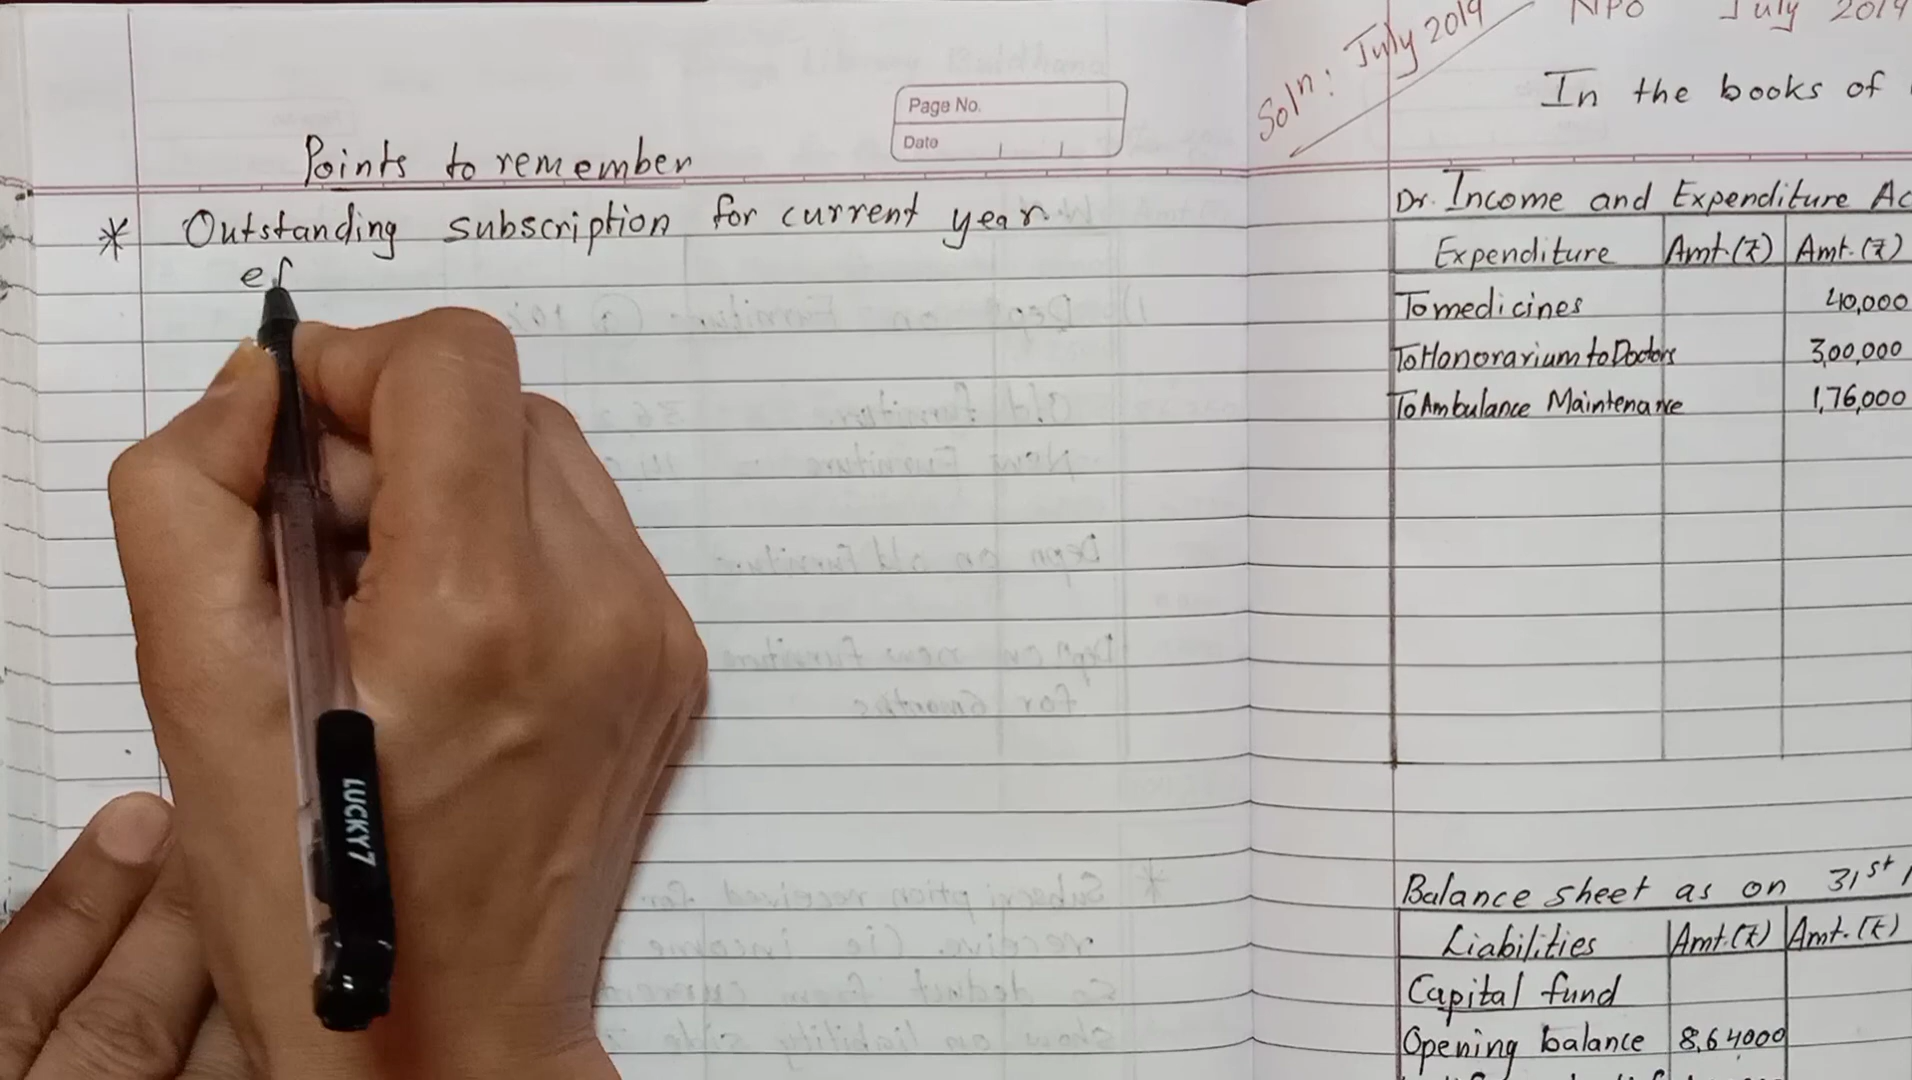 Page No.
Date
Points to remember
* Outstanding subscription for current year.
ef
LUCKY7
Soln: July 2019
NPO July 2019
In the books of
Dr. Income and Expenditure Ac
Expenditure Amt.(₹) Amt.(₹)
To medicines 40,000
To Honorarium to Doctors 3,00,000
To Ambulance Maintenance 1,76,000
Balance sheet as on 31st
Liabilities Amt.(₹) Amt.(₹)
Capital fund
Opening balance 8,64000